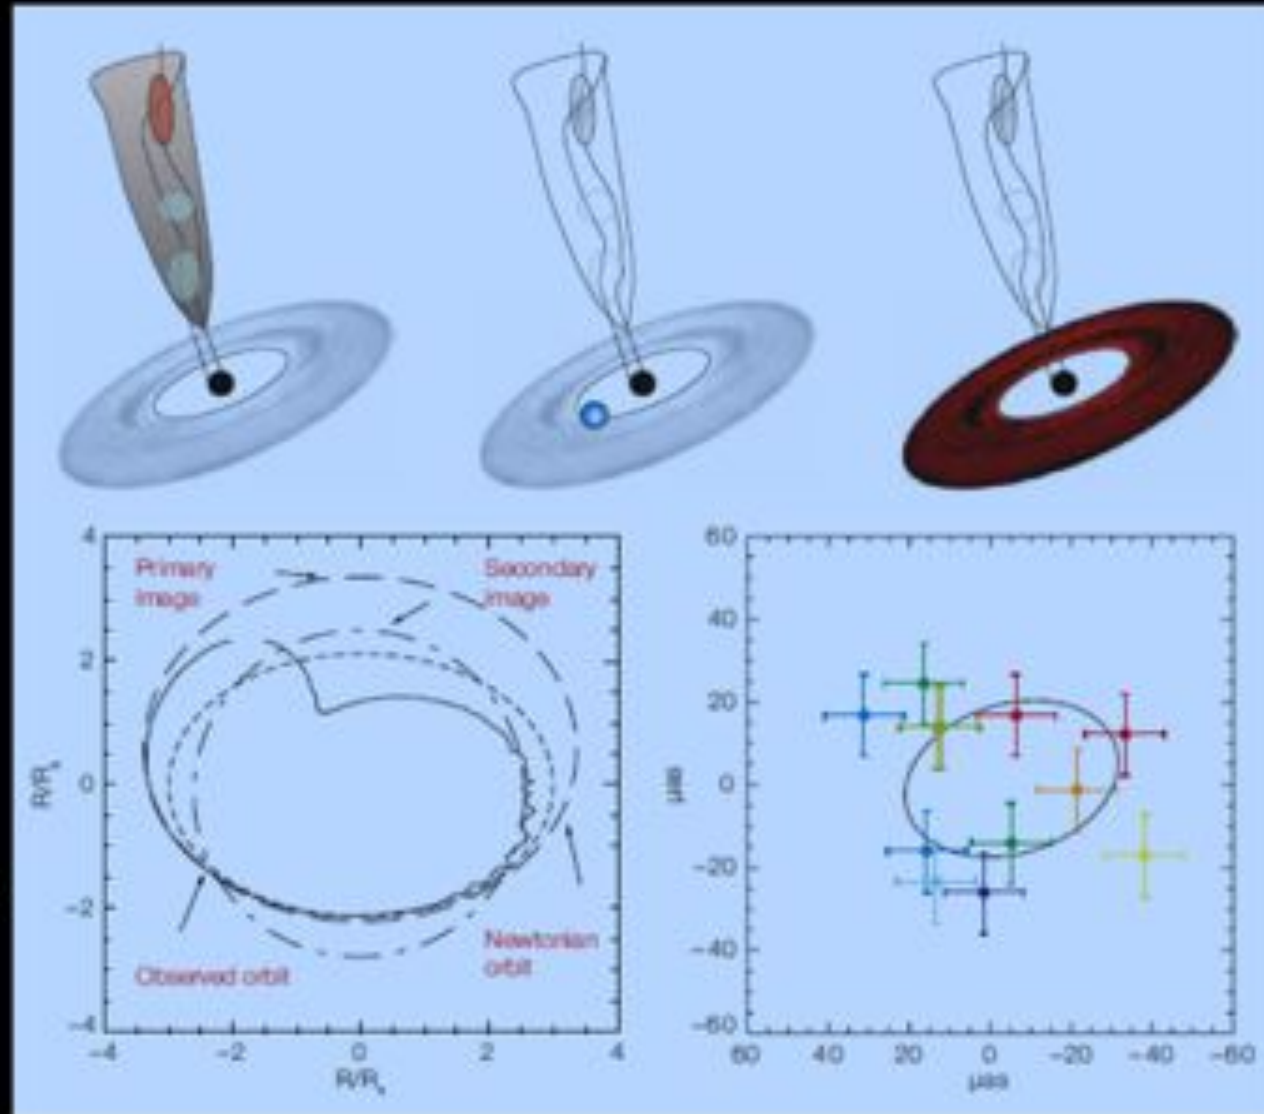 4
2
0
−2
−4
R/Rs
Primary
image
Secondary
image
Observed orbit
Newtonian
orbit
−4 −2 0 2 4
R/Rs
60
40
20
0
−20
−40
−60
µas
60 40 20 0 −20 −40 −60
µas